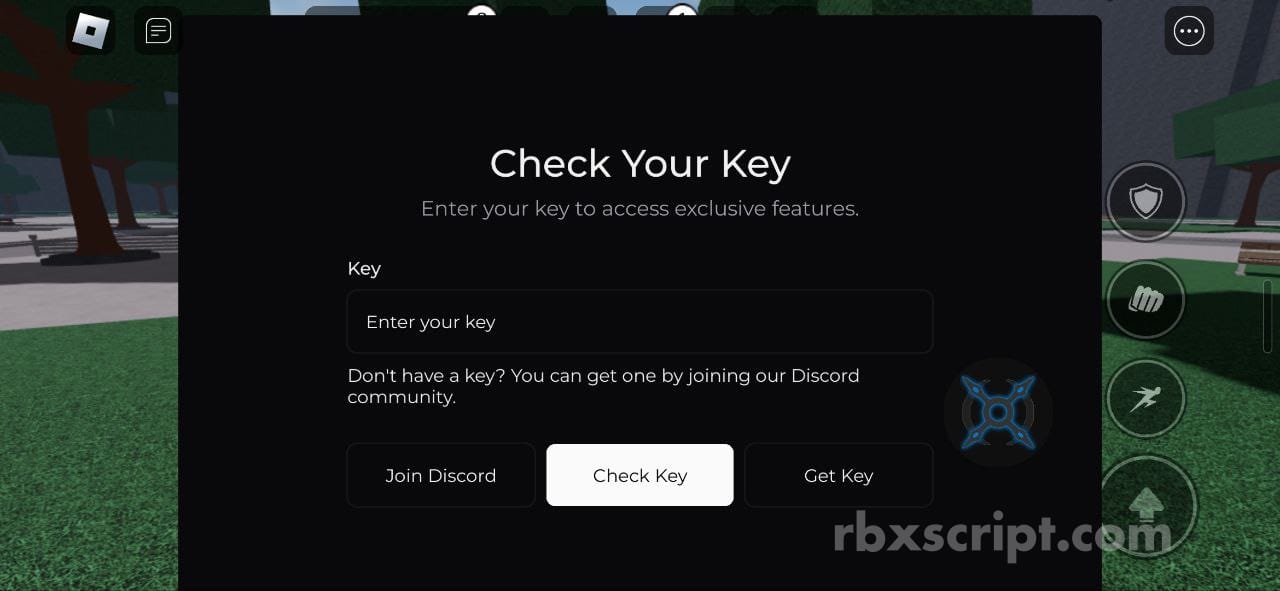 Check Your Key
Enter your key to access exclusive features.
Key
Enter your key
Don't have a key? You can get one by joining our Discord
community.
Join Discord
Check Key
Get Key
rbxscript.com